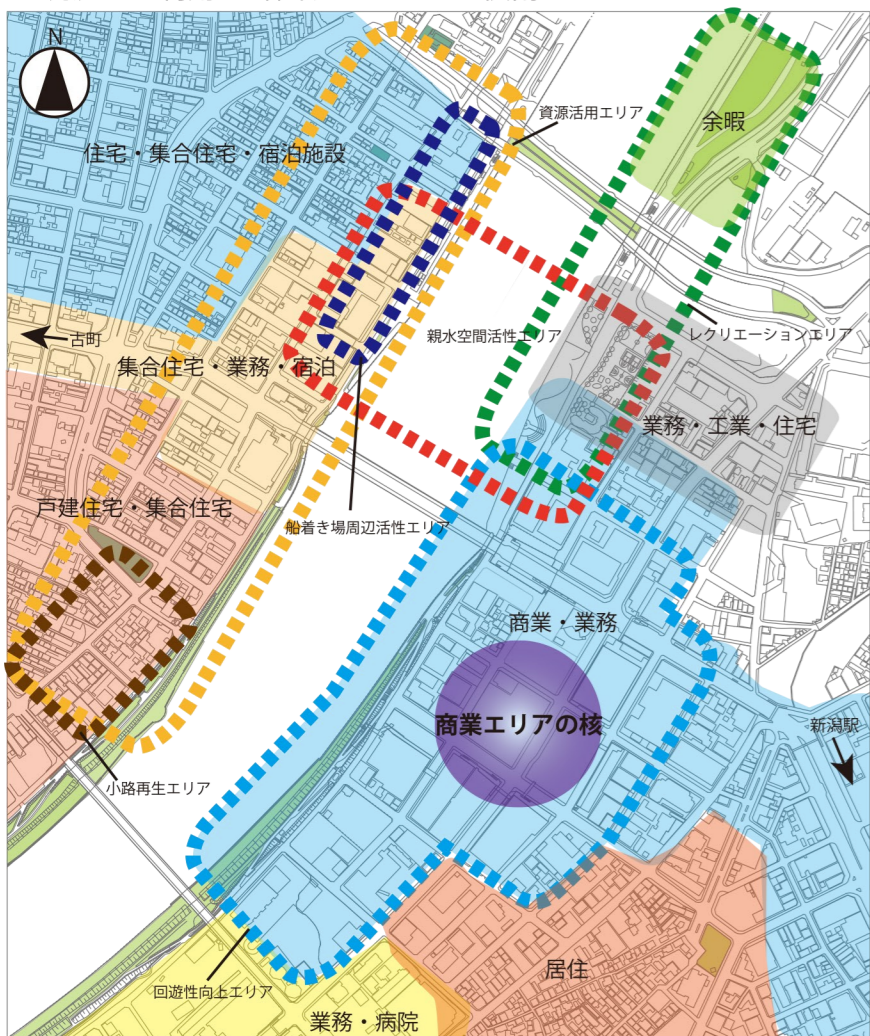 N
資源活用エリア
余暇
住宅・集合住宅・宿泊施設
古町
親水空間活性エリア
レクリエーションエリア
集合住宅・業務・宿泊
業務・工業・住宅
戸建住宅・集合住宅
船着き場周辺活性エリア
商業・業務
商業エリアの核
新潟駅
小路再生エリア
居住
回遊性向上エリア
業務・病院